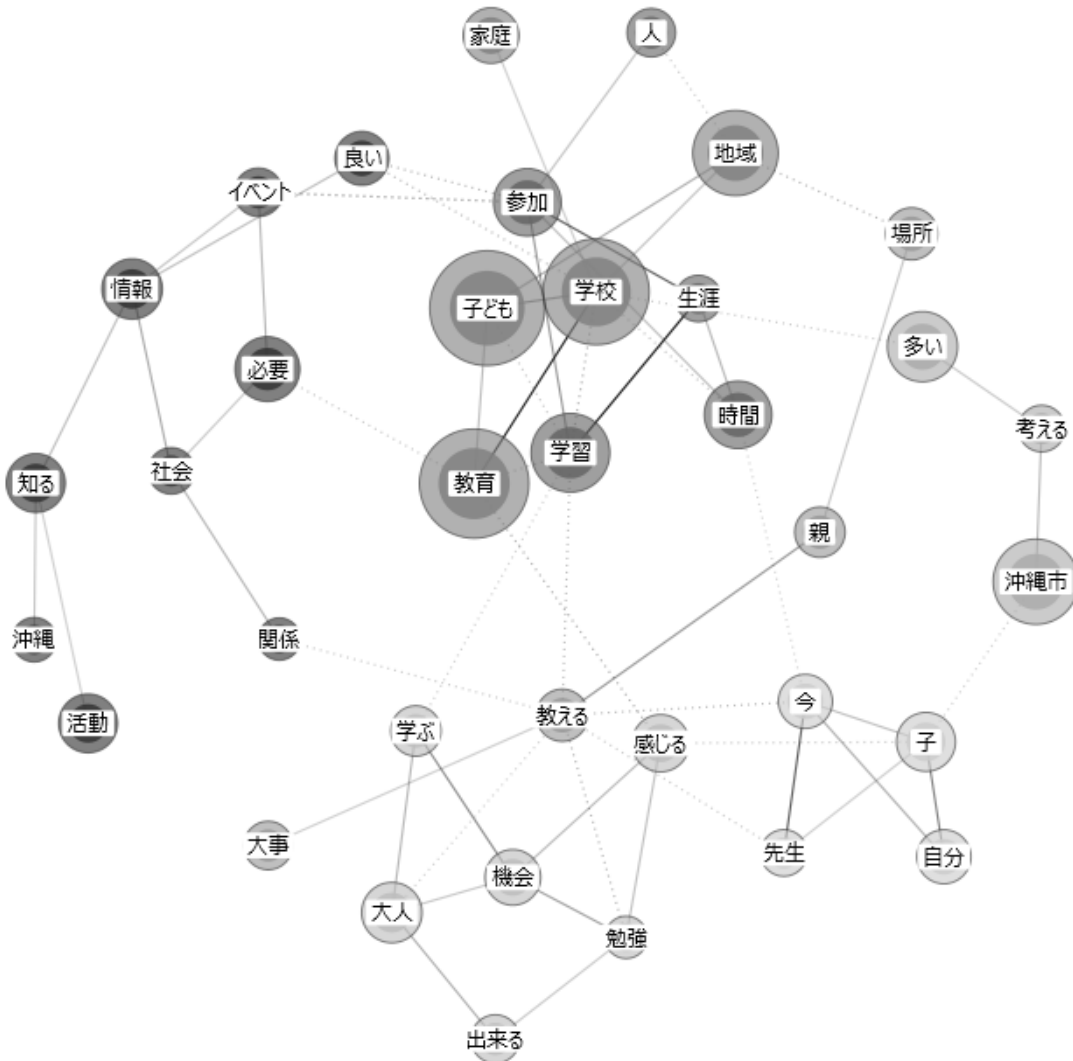 家庭
人
良い
地域
イベント
参加
場所
情報
子ども
学校
生涯
多い
必要
時間
考える
知る
社会
教育
学習
親
沖縄市
沖縄
関係
活動
学ぶ
教える
感じる
今
子
大事
機会
先生
自分
大人
勉強
出来る